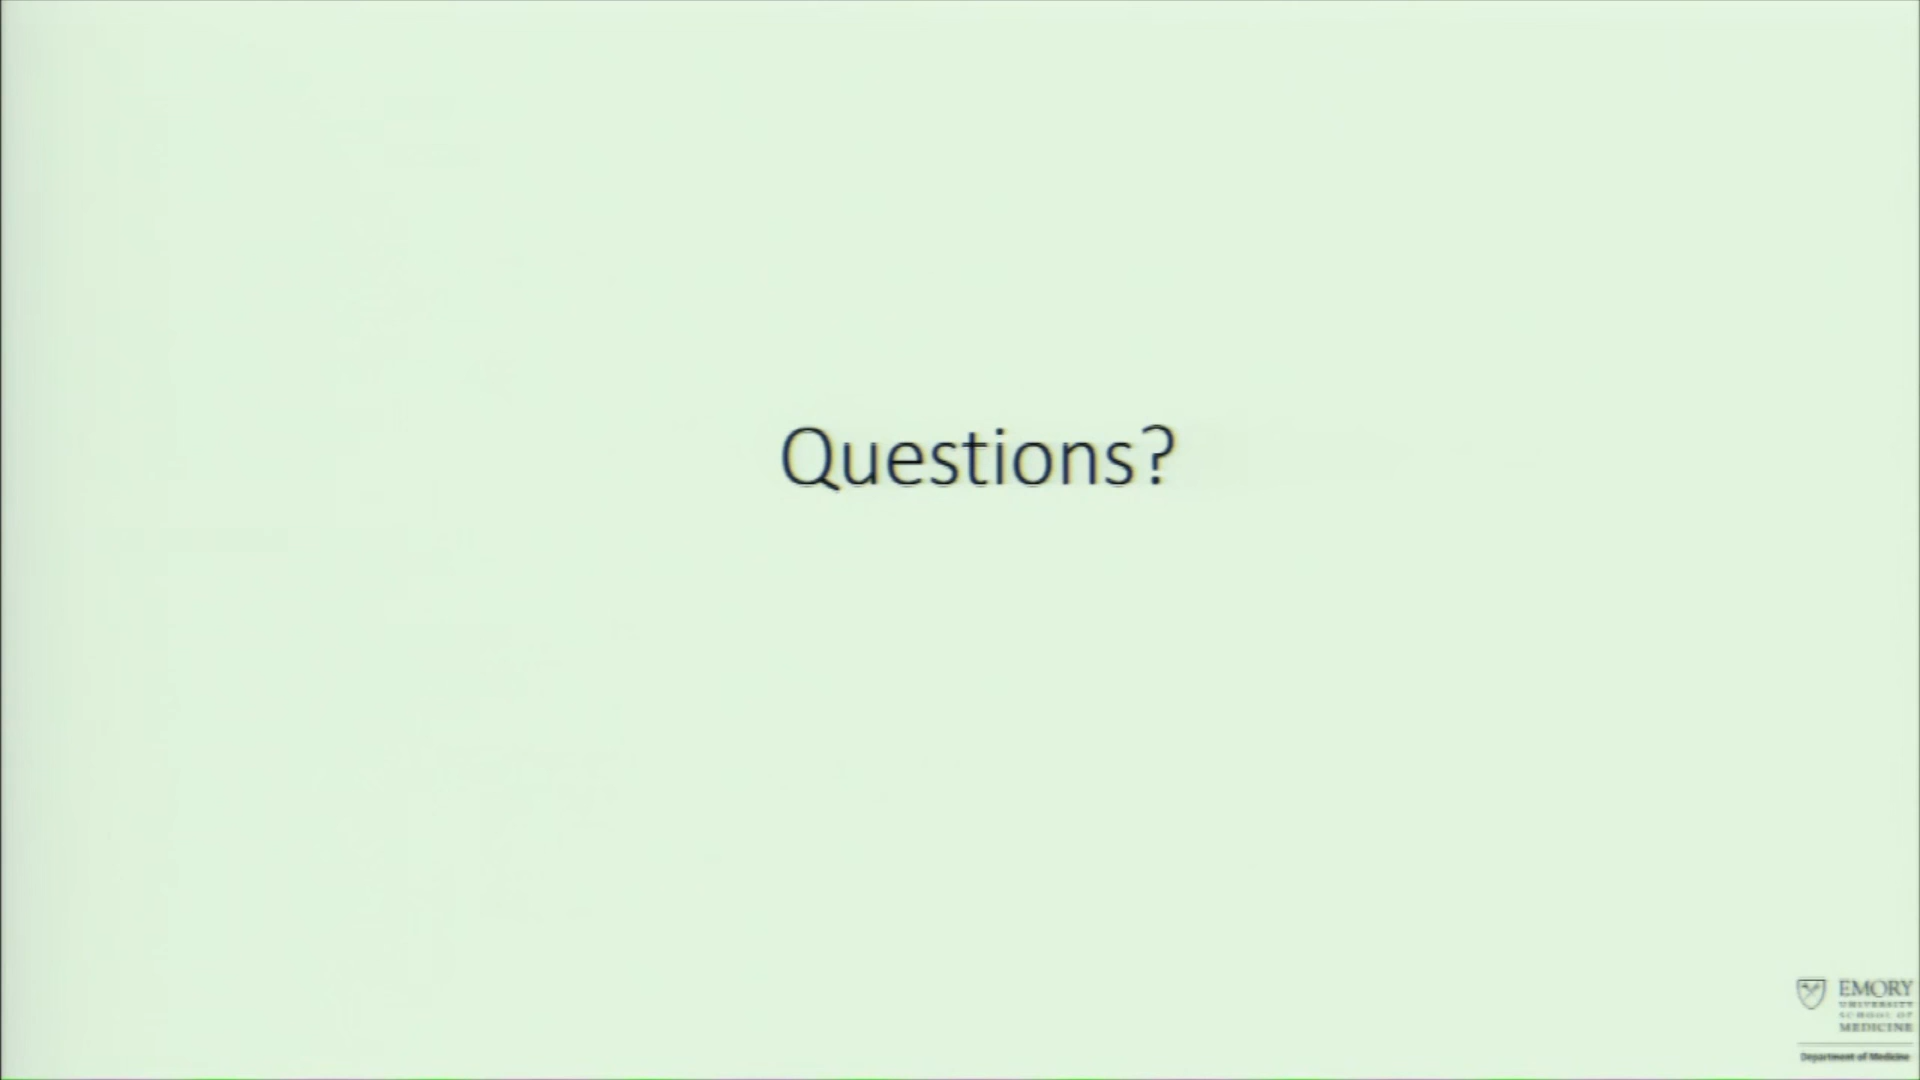 Questions?
EMORY
UNIVERSITY
SCHOOL OF
MEDICINE
Department of Medicine